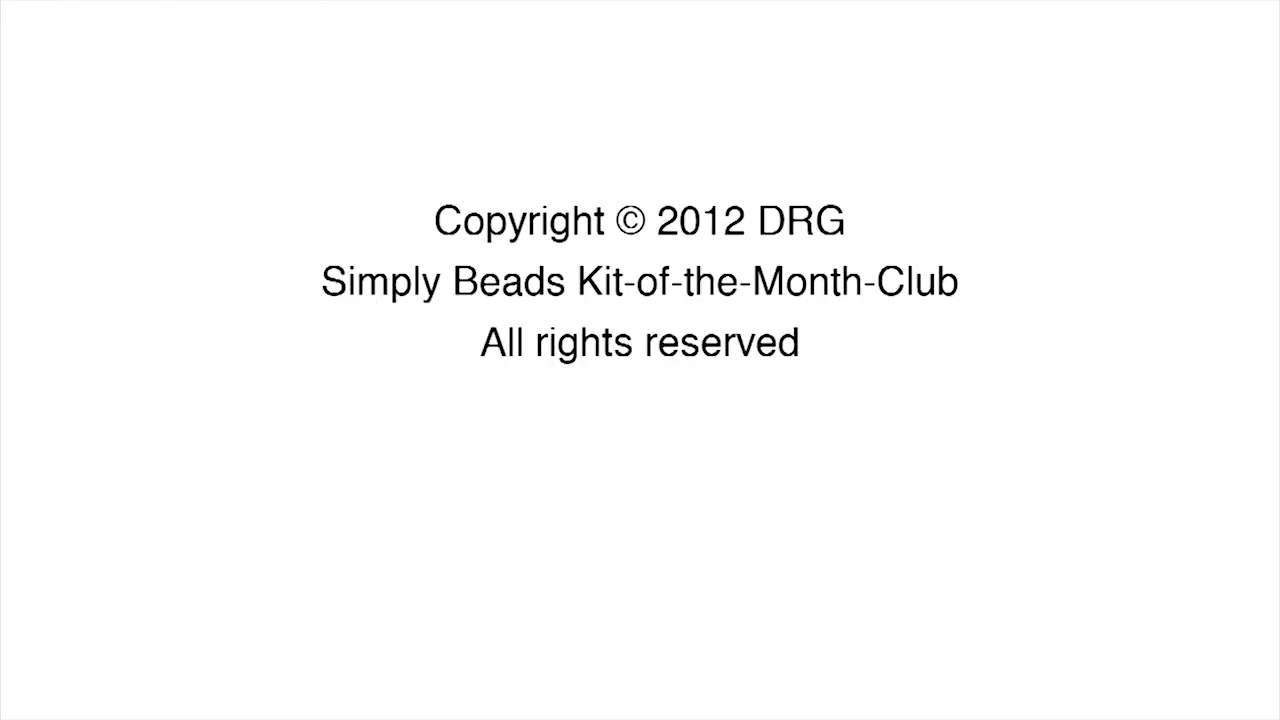 Copyright © 2012 DRG
Simply Beads Kit-of-the-Month-Club
All rights reserved